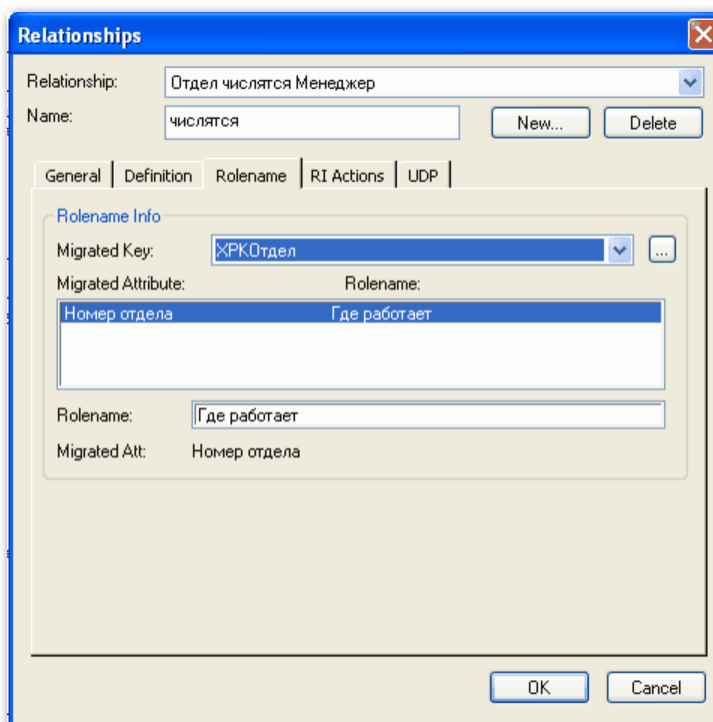 Relationships
Relationship: Отдел числятся Менеджер
Name: числятся New... Delete
General Definition Rolename RI Actions UDP
Rolename Info
Migrated Key: ХРКОтдел ...
Migrated Attribute: Rolename:
Номер отдела Где работает
Rolename: Где работает
Migrated Att: Номер отдела
OK Cancel